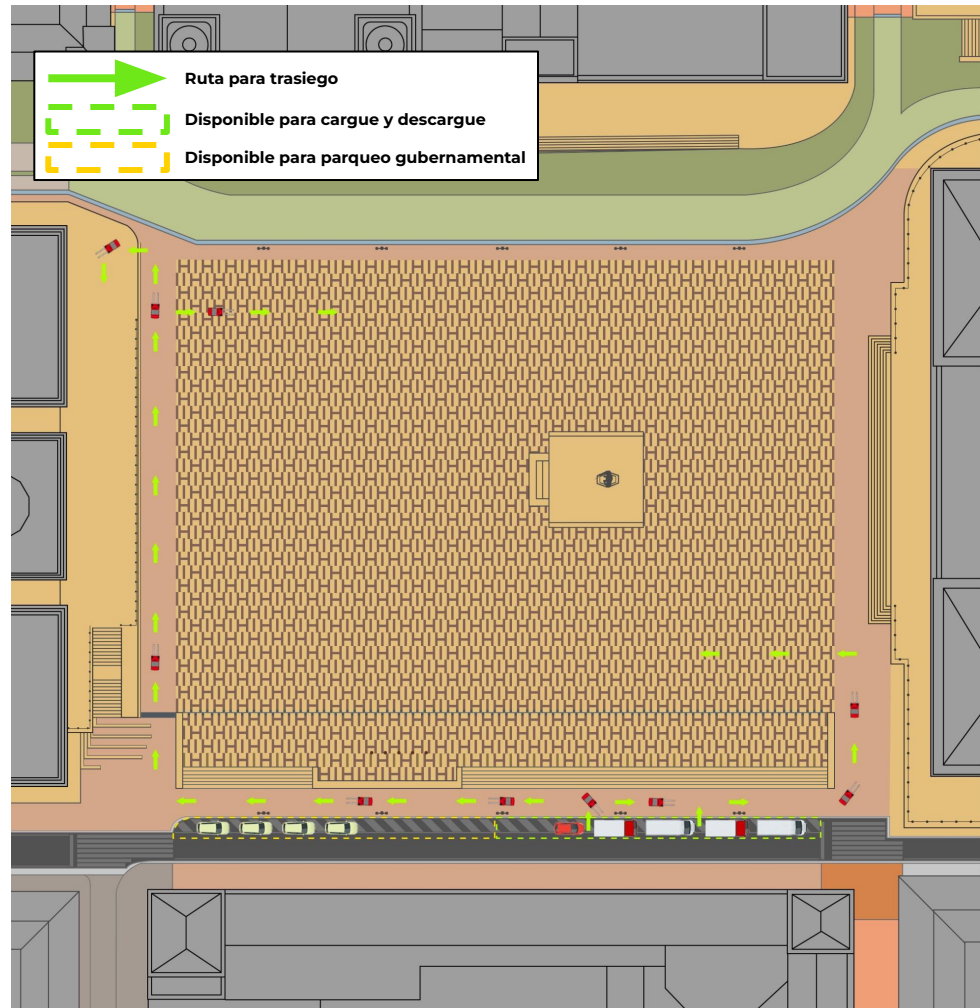 Ruta para trasiego
Disponible para cargue y descargue
Disponible para parqueo gubernamental